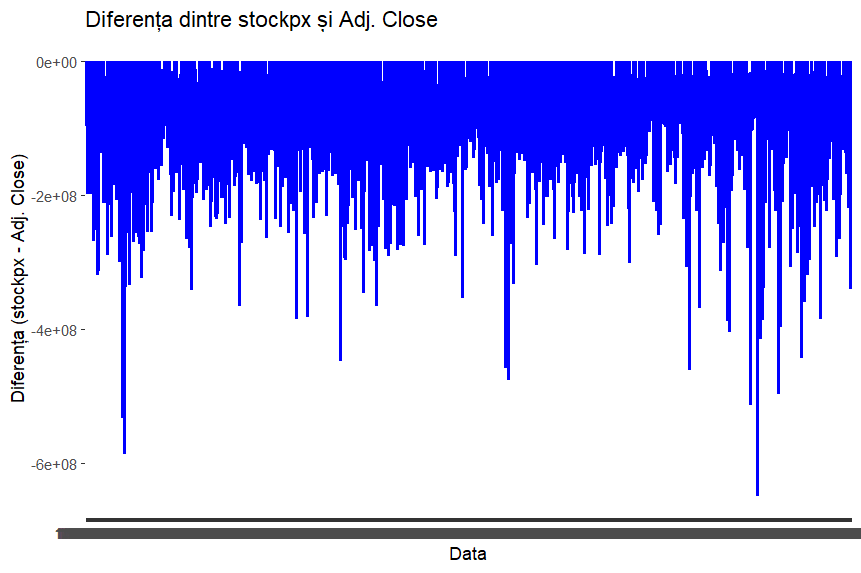 Diferența dintre stockpx și Adj. Close
Diferența (stockpx - Adj. Close)
0e+00
-2e+08
-4e+08
-6e+08
Data